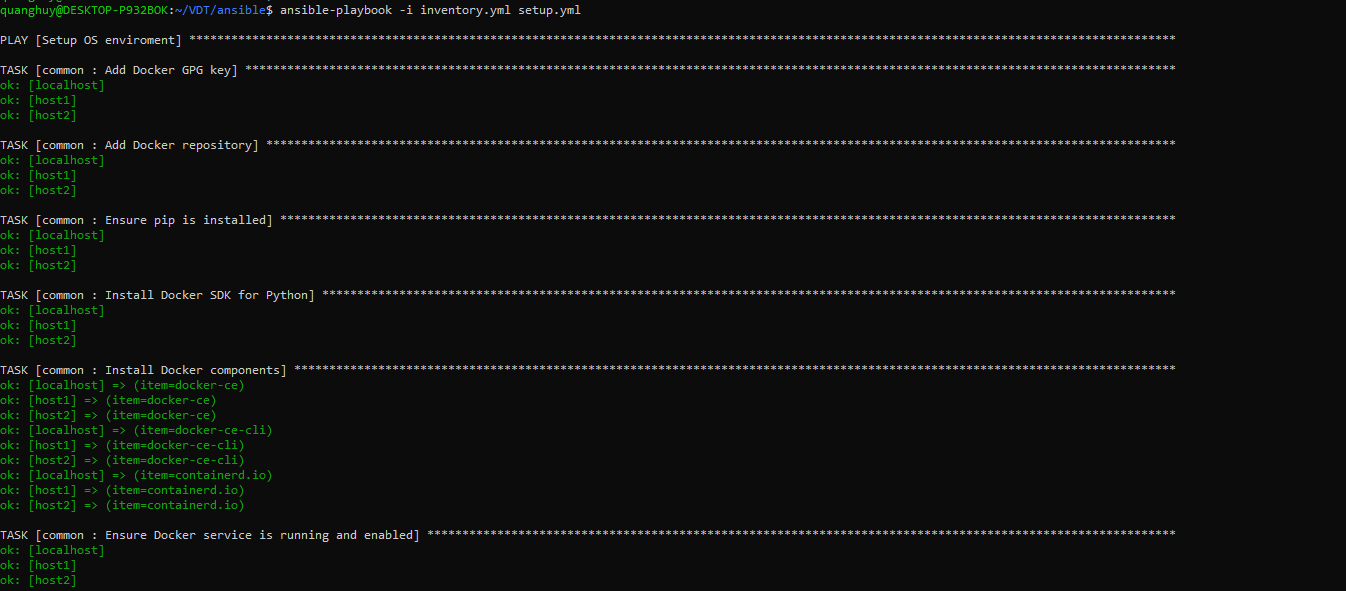 quanghuy@DESKTOP-P932BOK:~/VDT/ansible$ ansible-playbook -i inventory.yml setup.yml
PLAY [Setup OS enviroment] *********************************************************************************************************************************************
TASK [common : Add Docker GPG key] *************************************************************************************************************************************
ok: [localhost]
ok: [host1]
ok: [host2]
TASK [common : Add Docker repository] **********************************************************************************************************************************
ok: [localhost]
ok: [host1]
ok: [host2]
TASK [common : Ensure pip is installed] ********************************************************************************************************************************
ok: [localhost]
ok: [host1]
ok: [host2]
TASK [common : Install Docker SDK for Python] **************************************************************************************************************************
ok: [localhost]
ok: [host1]
ok: [host2]
TASK [common : Install Docker components] ******************************************************************************************************************************
ok: [localhost] => (item=docker-ce)
ok: [host1] => (item=docker-ce)
ok: [host2] => (item=docker-ce)
ok: [localhost] => (item=docker-ce-cli)
ok: [host1] => (item=docker-ce-cli)
ok: [host2] => (item=docker-ce-cli)
ok: [localhost] => (item=containerd.io)
ok: [host1] => (item=containerd.io)
ok: [host2] => (item=containerd.io)
TASK [common : Ensure Docker service is running and enabled] ***********************************************************************************************************
ok: [localhost]
ok: [host1]
ok: [host2]